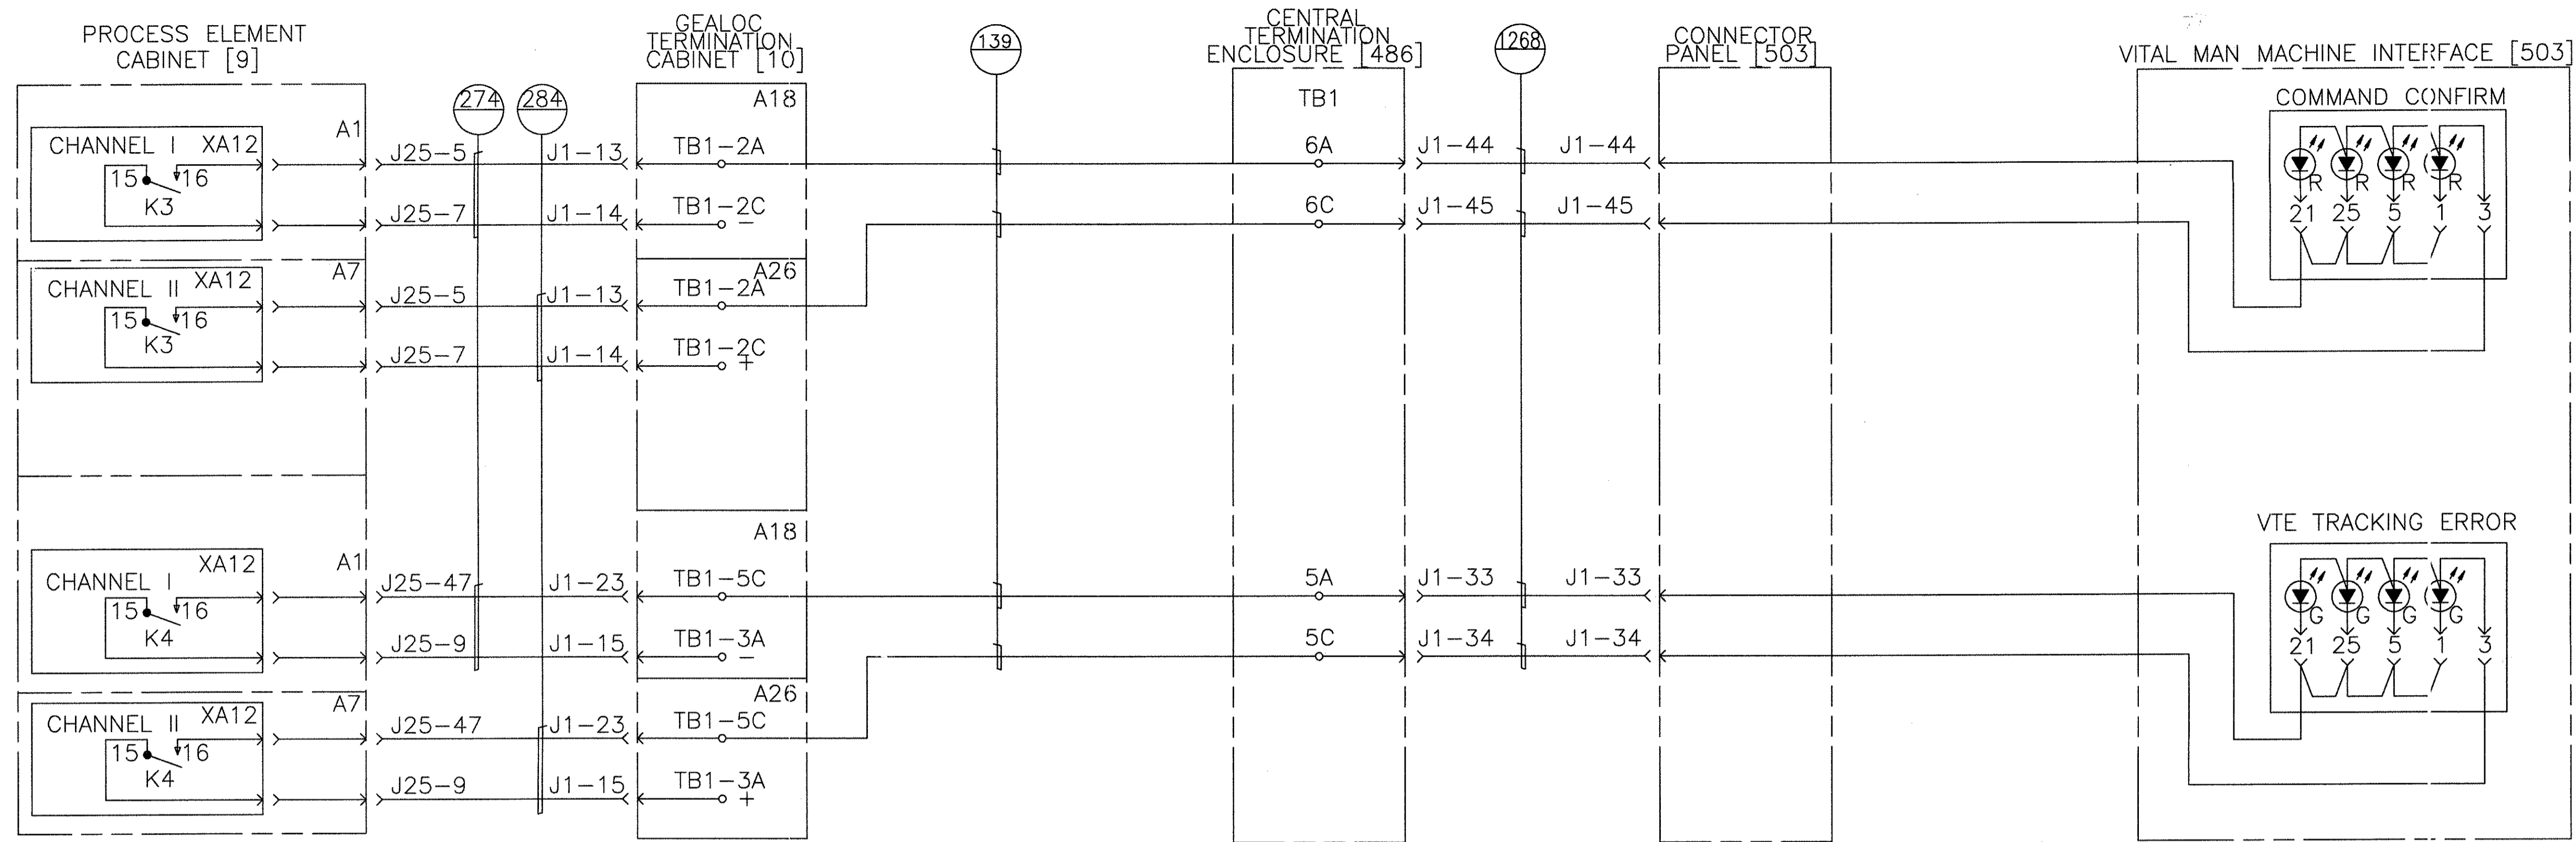 PROCESS ELEMENT
CABINET [9]
GEALOC
TERMINATION
CABINET [10]
139
CENTRAL
TERMINATION
ENCLOSURE [486]
1268
CONNECTOR
PANEL [503]
VITAL MAN MACHINE INTERFACE [503]
274
284
A18
TB1
COMMAND CONFIRM
CHANNEL I XA12
A1
J25-5
J1-13
TB1-2A
6A
J1-44
J1-44
15
16
K3
R
R
R
R
J25-7
J1-14
TB1-2C
-
6C
J1-45
J1-45
21
25
5
1
3
CHANNEL II XA12
A7
J25-5
J1-13
A26
TB1-2A
15
16
K3
J25-7
J1-14
TB1-2C
+
A18
VTE TRACKING ERROR
CHANNEL I XA12
A1
J25-47
J1-23
TB1-5C
5A
J1-33
J1-33
15
16
K4
G
G
G
G
J25-9
J1-15
TB1-3A
-
5C
J1-34
J1-34
21
25
5
1
3
CHANNEL II XA12
A7
J25-47
J1-23
A26
TB1-5C
15
16
K4
J25-9
J1-15
TB1-3A
+